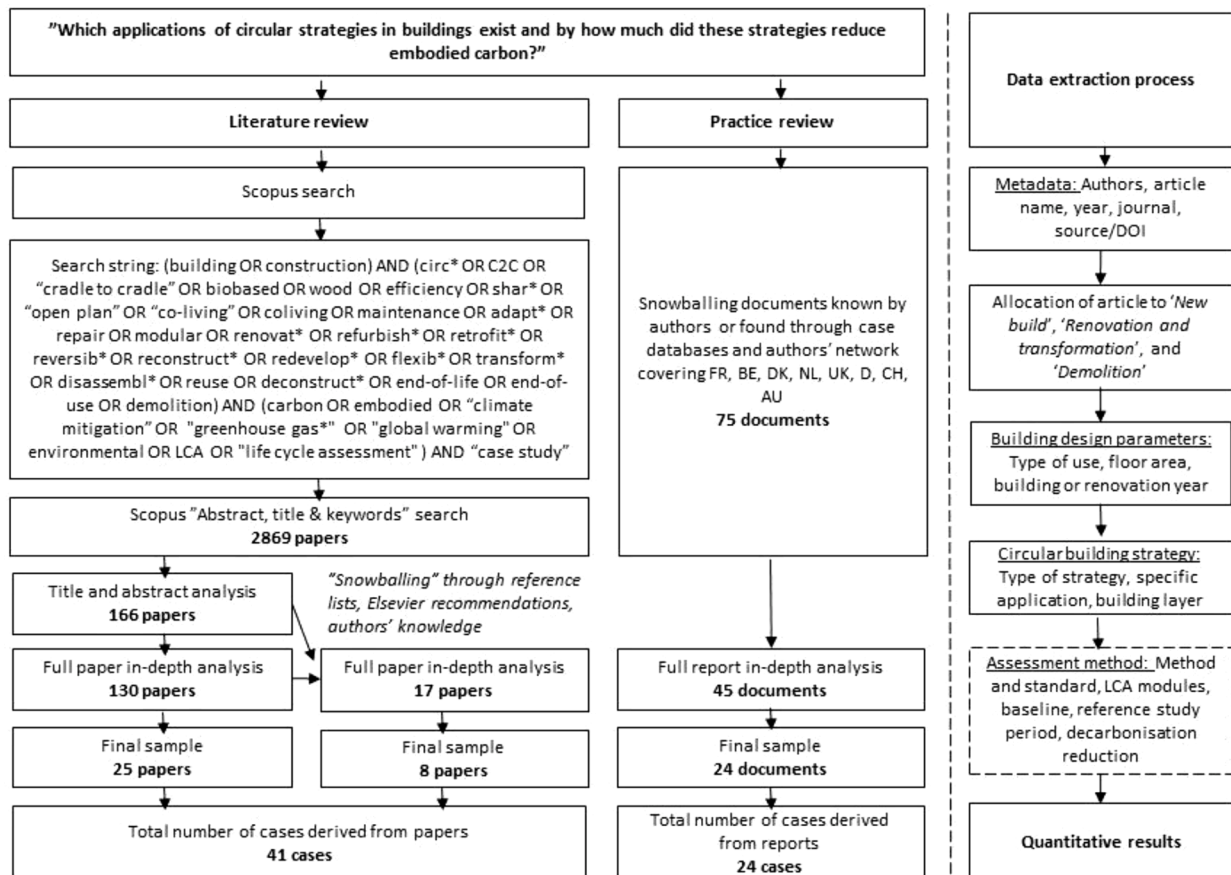 ”Which applications of circular strategies in buildings exist and by how much did these strategies reduce
embodied carbon?”
Literature review
Scopus search
Search string: (building OR construction) AND (circ* OR C2C OR
“cradle to cradle” OR biobased OR wood OR efficiency OR shar* OR
“open plan” OR “co-living” OR coliving OR maintenance OR adapt* OR
repair OR modular OR renovat* OR refurbish* OR retrofit* OR
reversib* OR reconstruct* OR redevelop* OR flexib* OR transform*
OR disassembl* OR reuse OR deconstruct* OR end-of-life OR end-of-
use OR demolition) AND (carbon OR embodied OR “climate
mitigation” OR "greenhouse gas*" OR "global warming" OR
environmental OR LCA OR "life cycle assessment" ) AND “case study”
Scopus ”Abstract, title & keywords” search
2869 papers
Title and abstract analysis
166 papers
”Snowballing” through reference
lists, Elsevier recommendations,
authors’ knowledge
Full paper in-depth analysis
130 papers
Full paper in-depth analysis
17 papers
Final sample
25 papers
Final sample
8 papers
Total number of cases derived from papers
41 cases
Practice review
Snowballing documents known by
authors or found through case
databases and authors’ network
covering FR, BE, DK, NL, UK, D, CH,
AU
75 documents
Full report in-depth analysis
45 documents
Final sample
24 documents
Total number of cases derived
from reports
24 cases
Data extraction process
Metadata: Authors, article
name, year, journal,
source/DOI
Allocation of article to ‘New
build’, ‘Renovation and
transformation’, and
‘Demolition’
Building design parameters:
Type of use, floor area,
building or renovation year
Circular building strategy:
Type of strategy, specific
application, building layer
Assessment method: Method
and standard, LCA modules,
baseline, reference study
period, decarbonisation
reduction
Quantitative results